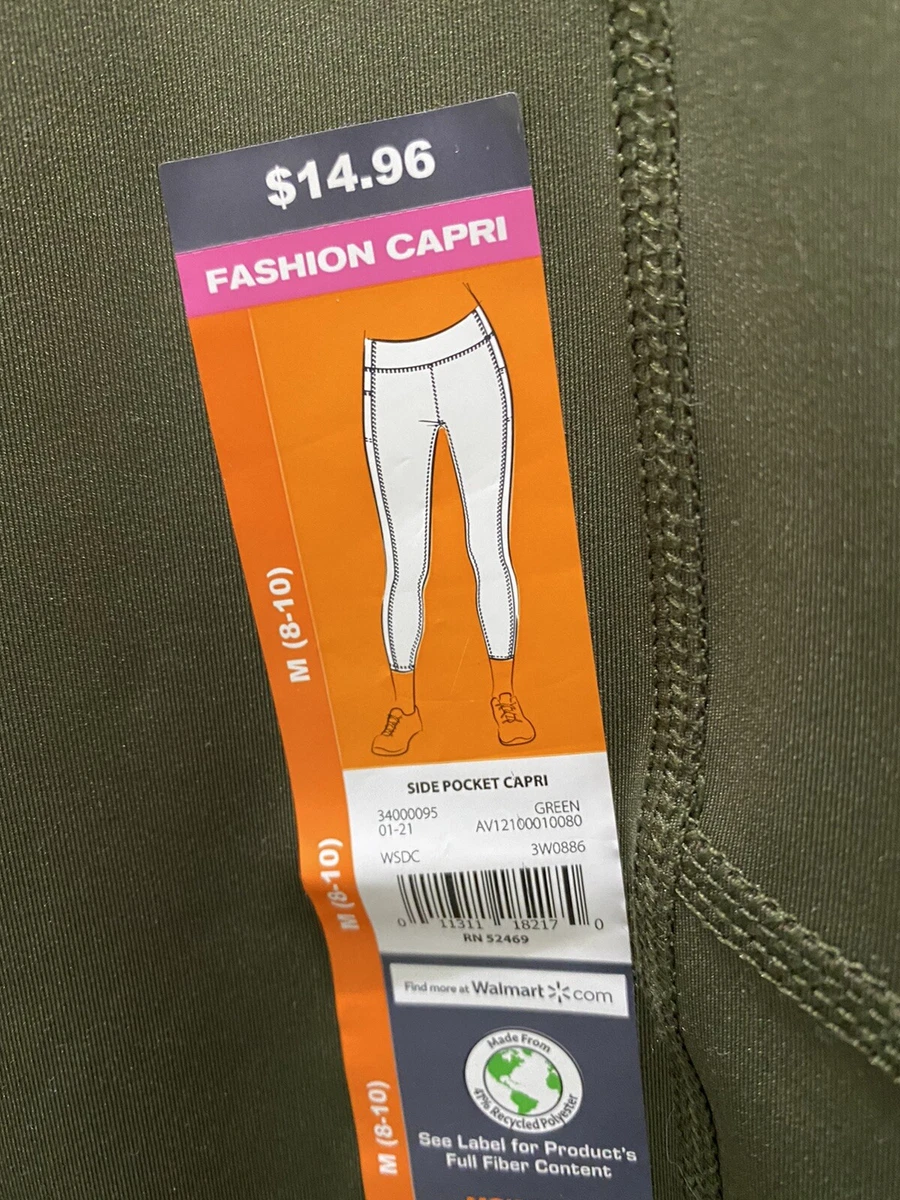 $14.96
FASHION CAPRI
M (8-10)
SIDE POCKET CAPRI
34000095 GREEN
01-21 AV12100010080
WSDC 3W0886
0 11311 18217 0
RN 52469
M (8-10)
Find more at Walmart.com
Made From
41% Recycled Polyester
See Label for Product's
Full Fiber Content
M (8-10)